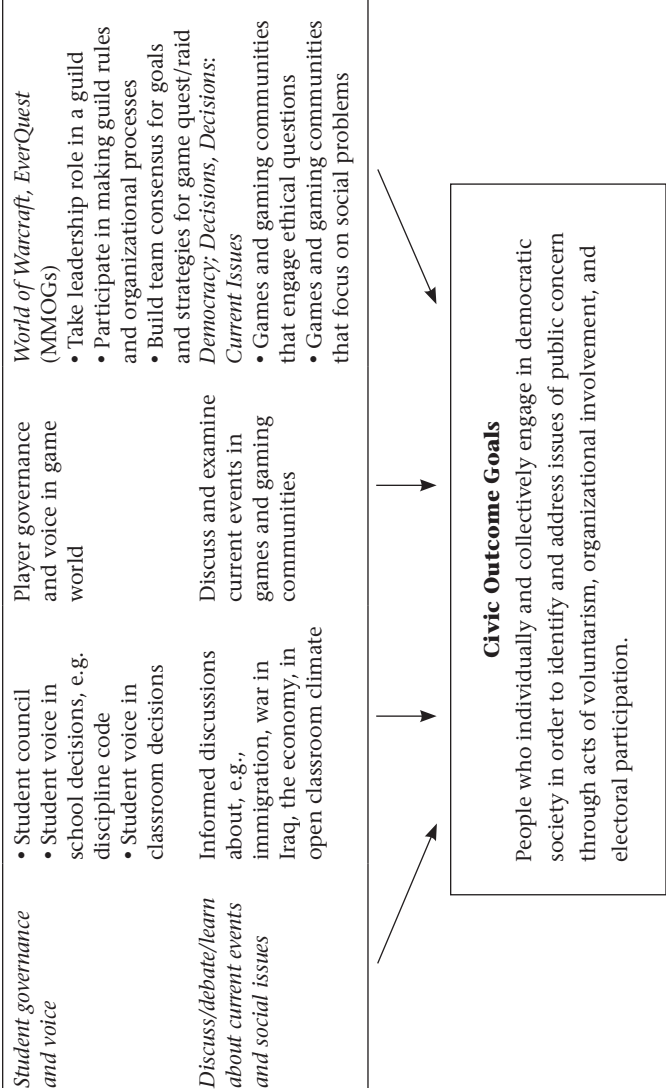 Student governance
and voice
• Student council
• Student voice in
school decisions, e.g.
discipline code
• Student voice in
classroom decisions
Player governance
and voice in game
world
World of Warcraft, EverQuest
(MMOGs)
• Take leadership role in a guild
• Participate in making guild rules
and organizational processes
• Build team consensus for goals
and strategies for game quest/raid
Discuss/debate/learn
about current events
and social issues
Informed discussions
about, e.g.,
immigration, war in
Iraq, the economy, in
open classroom climate
Discuss and examine
current events in
games and gaming
communities
Democracy; Decisions, Decisions:
Current Issues
• Games and gaming communities
that engage ethical questions
• Games and gaming communities
that focus on social problems
Civic Outcome Goals
People who individually and collectively engage in democratic
society in order to identify and address issues of public concern
through acts of voluntarism, organizational involvement, and
electoral participation.